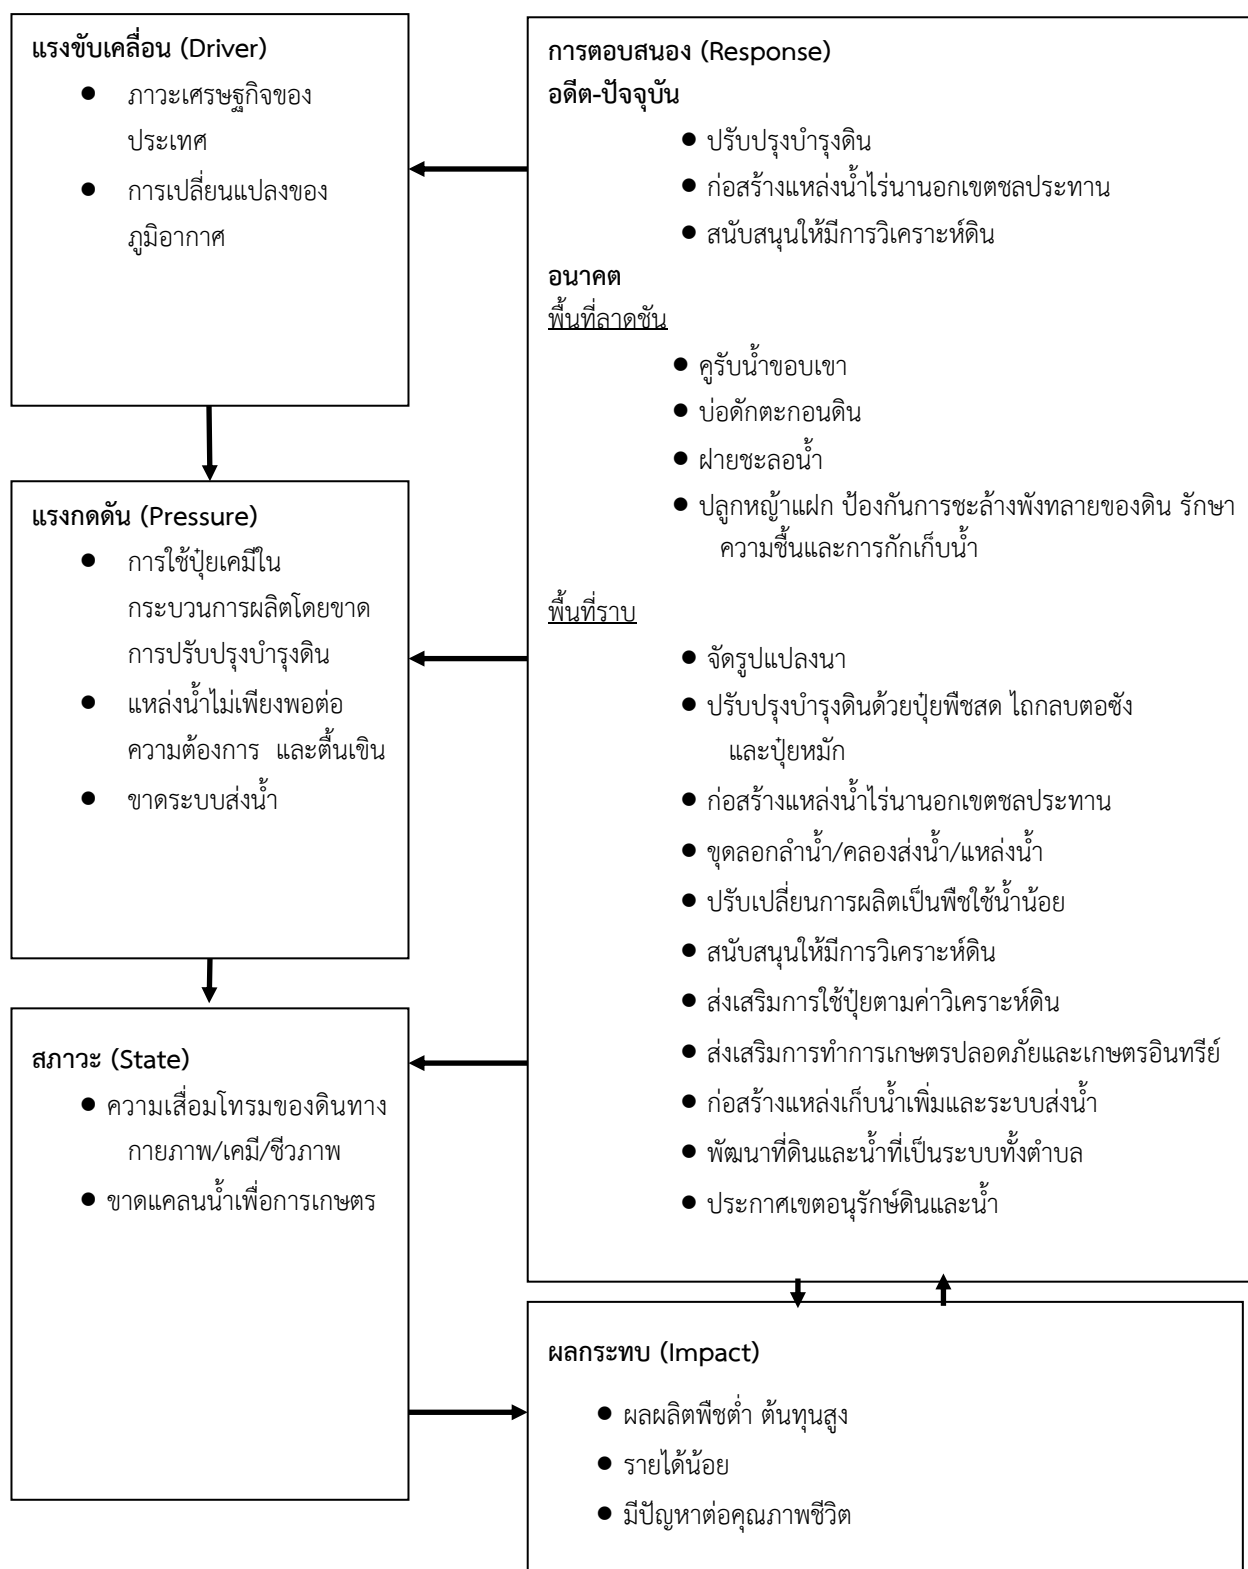 แรงขับเคลื่อน (Driver)
● ภาวะเศรษฐกิจของ
ประเทศ
● การเปลี่ยนแปลงของ
ภูมิอากาศ
แรงกดดัน (Pressure)
● การใช้ปุ๋ยเคมีใน
กระบวนการผลิตโดยขาด
การปรับปรุงบำรุงดิน
● แหล่งน้ำไม่เพียงพอต่อ
ความต้องการ และตื้นเขิน
● ขาดระบบส่งน้ำ
สภาวะ (State)
● ความเสื่อมโทรมของดินทาง
กายภาพ/เคมี/ชีวภาพ
● ขาดแคลนน้ำเพื่อการเกษตร
การตอบสนอง (Response)
อดีต-ปัจจุบัน
● ปรับปรุงบำรุงดิน
● ก่อสร้างแหล่งน้ำไร่นานอกเขตชลประทาน
● สนับสนุนให้มีการวิเคราะห์ดิน
อนาคต
พื้นที่ลาดชัน
● คูรับน้ำขอบเขา
● บ่อดักตะกอนดิน
● ฝายชะลอน้ำ
● ปลูกหญ้าแฝก ป้องกันการชะล้างพังทลายของดิน รักษา
ความชื้นและการกักเก็บน้ำ
พื้นที่ราบ
● จัดรูปแปลงนา
● ปรับปรุงบำรุงดินด้วยปุ๋ยพืชสด ไถกลบตอซัง
และปุ๋ยหมัก
● ก่อสร้างแหล่งน้ำไร่นานอกเขตชลประทาน
● ขุดลอกลำน้ำ/คลองส่งน้ำ/แหล่งน้ำ
● ปรับเปลี่ยนการผลิตเป็นพืชใช้น้ำน้อย
● สนับสนุนให้มีการวิเคราะห์ดิน
● ส่งเสริมการใช้ปุ๋ยตามค่าวิเคราะห์ดิน
● ส่งเสริมการทำการเกษตรปลอดภัยและเกษตรอินทรีย์
● ก่อสร้างแหล่งเก็บน้ำเพิ่มและระบบส่งน้ำ
● พัฒนาที่ดินและน้ำที่เป็นระบบทั้งตำบล
● ประกาศเขตอนุรักษ์ดินและน้ำ
ผลกระทบ (Impact)
● ผลผลิตพืชต่ำ ต้นทุนสูง
● รายได้น้อย
● มีปัญหาต่อคุณภาพชีวิต